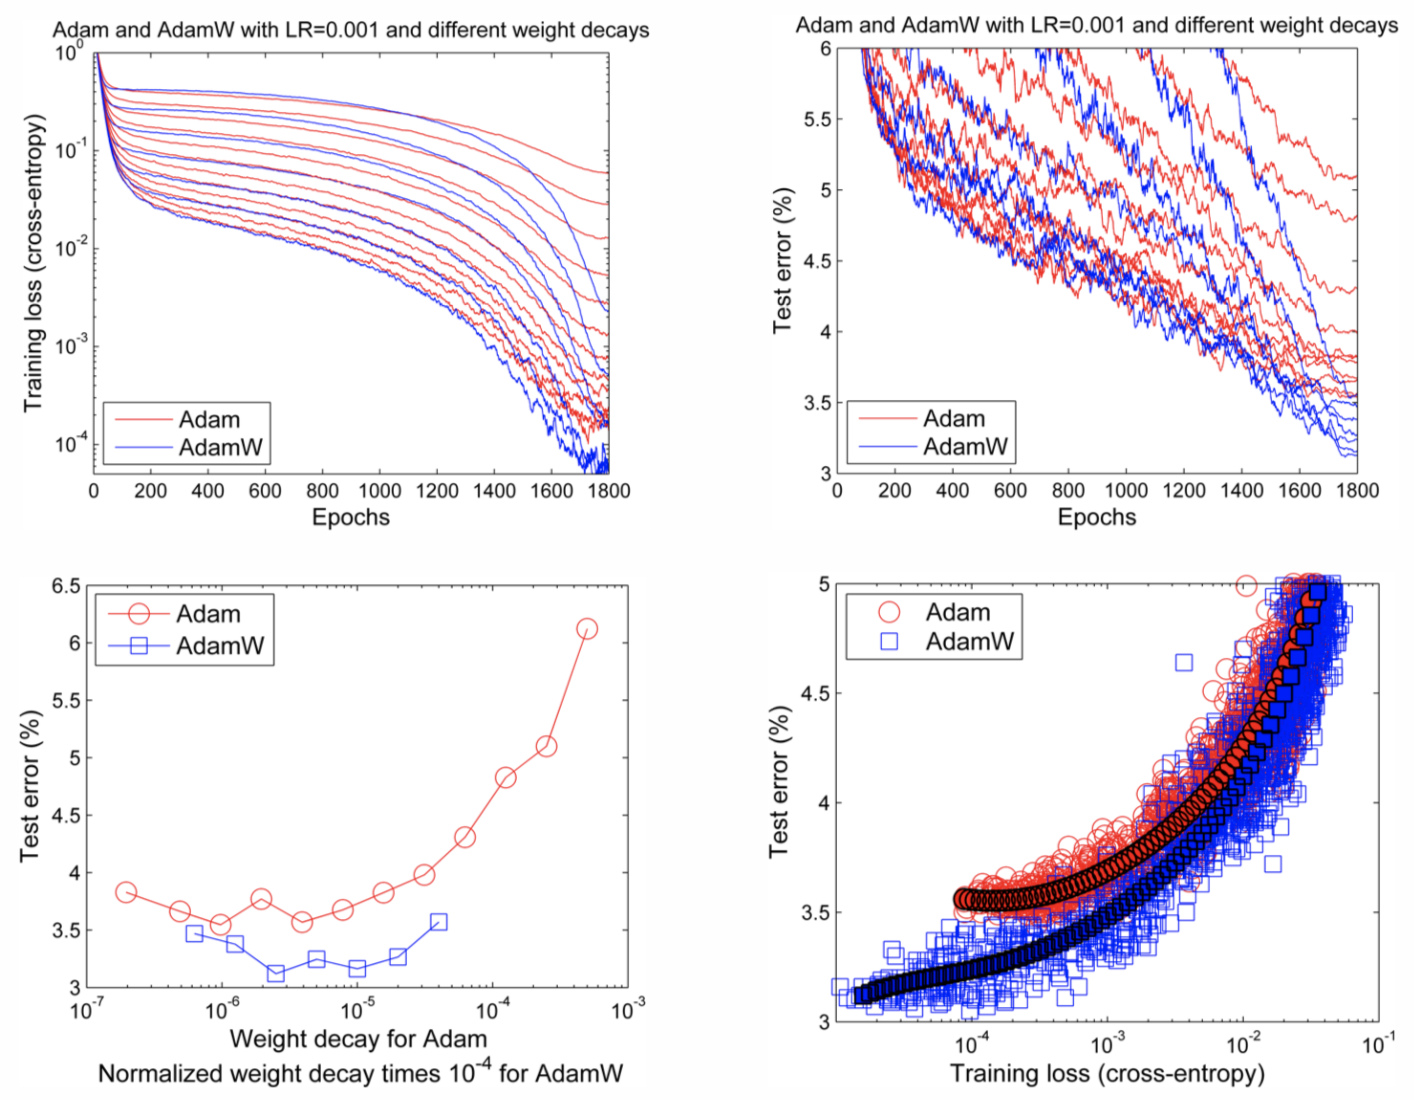 Adam and AdamW with LR=0.001 and different weight decays
10^0
10^-1
10^-2
10^-3
10^-4
Training loss (cross-entropy)
Adam
AdamW
0 200 400 600 800 1000 1200 1400 1600 1800
Epochs
Adam and AdamW with LR=0.001 and different weight decays
6
5.5
5
4.5
4
3.5
3
Test error (%)
Adam
AdamW
0 200 400 600 800 1000 1200 1400 1600 1800
Epochs
6.5
6
5.5
5
4.5
4
3.5
3
Test error (%)
Adam
AdamW
10^-7 10^-6 10^-5 10^-4 10^-3
Weight decay for Adam
Normalized weight decay times 10^-4 for AdamW
5
4.5
4
3.5
3
Test error (%)
Adam
AdamW
10^-4 10^-3 10^-2 10^-1
Training loss (cross-entropy)